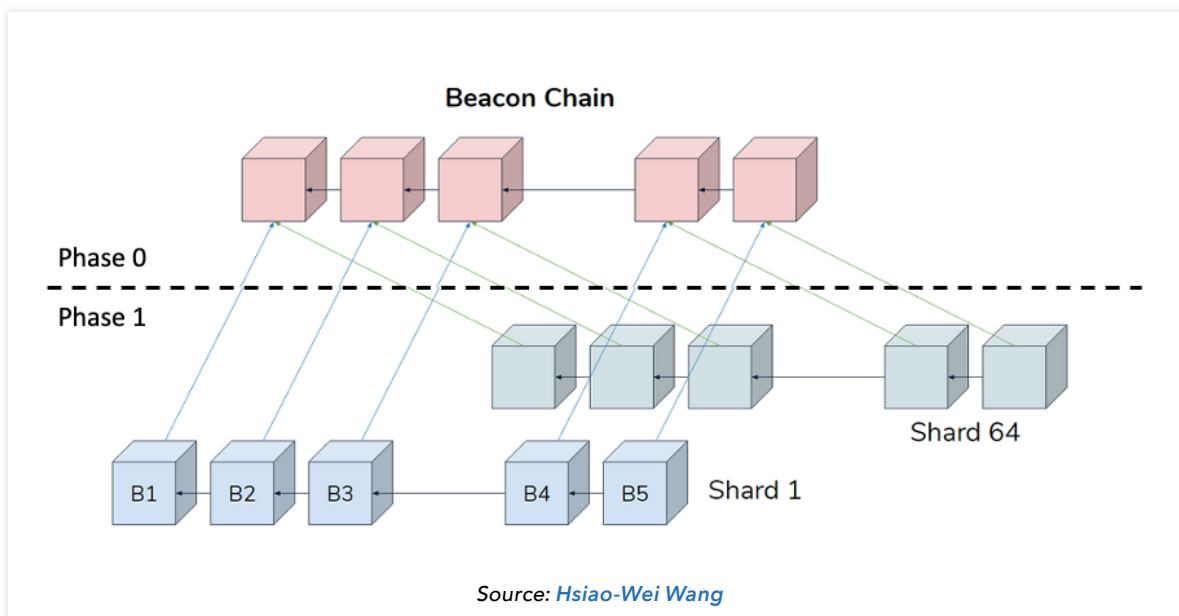 Beacon Chain
Phase 0
Phase 1
Shard 64
B1 B2 B3 B4 B5 Shard 1
Source: Hsiao-Wei Wang